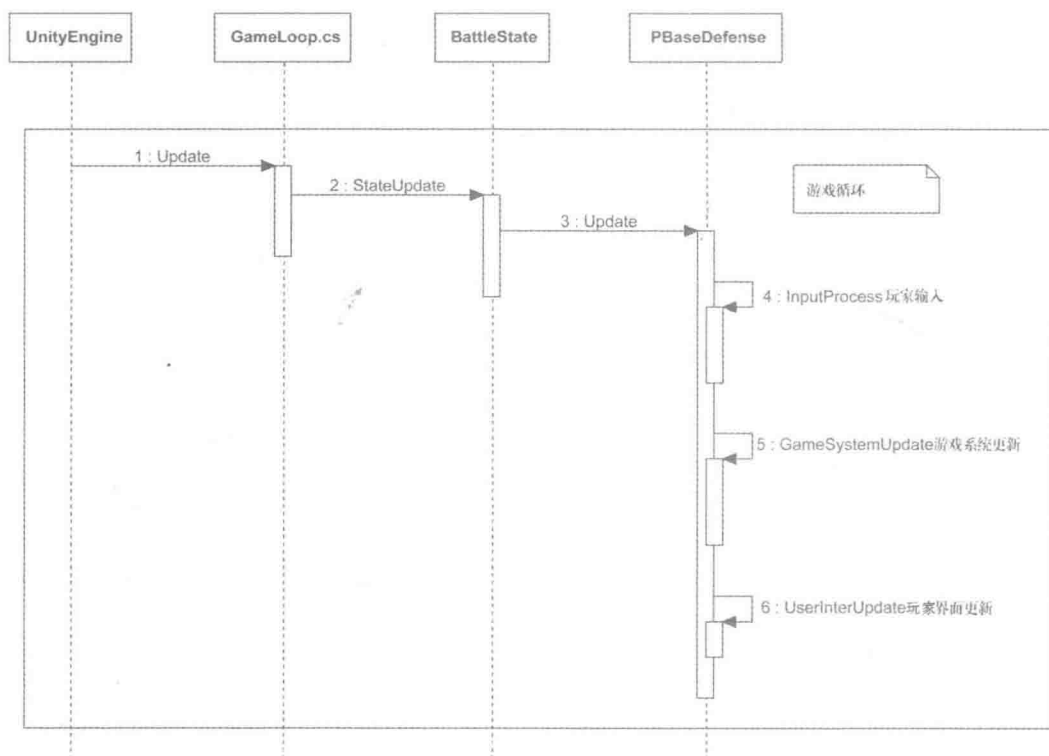 UnityEngine
GameLoop.cs
BattleState
PBaseDefense
1 : Update
游戏循环
2 : StateUpdate
3 : Update
4 : InputProcess玩家输入
5 : GameSystemUpdate游戏系统更新
6 : UserInterUpdate玩家界面更新